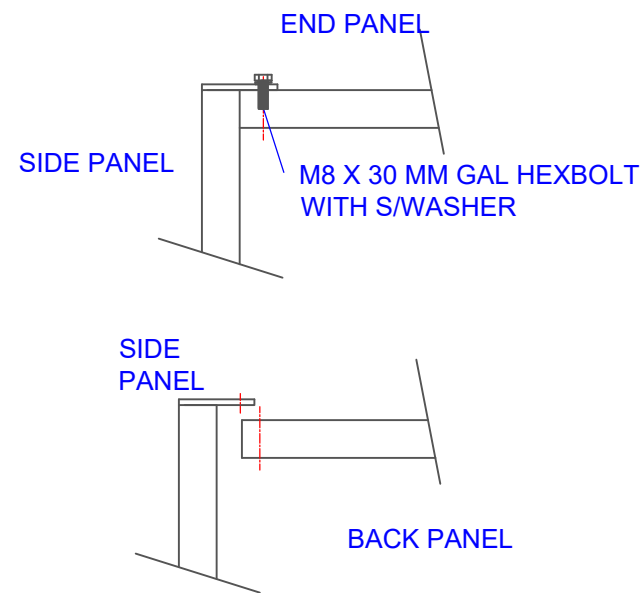 END PANEL
SIDE PANEL
M8 X 30 MM GAL HEXBOLT
WITH S/WASHER
SIDE
PANEL
BACK PANEL